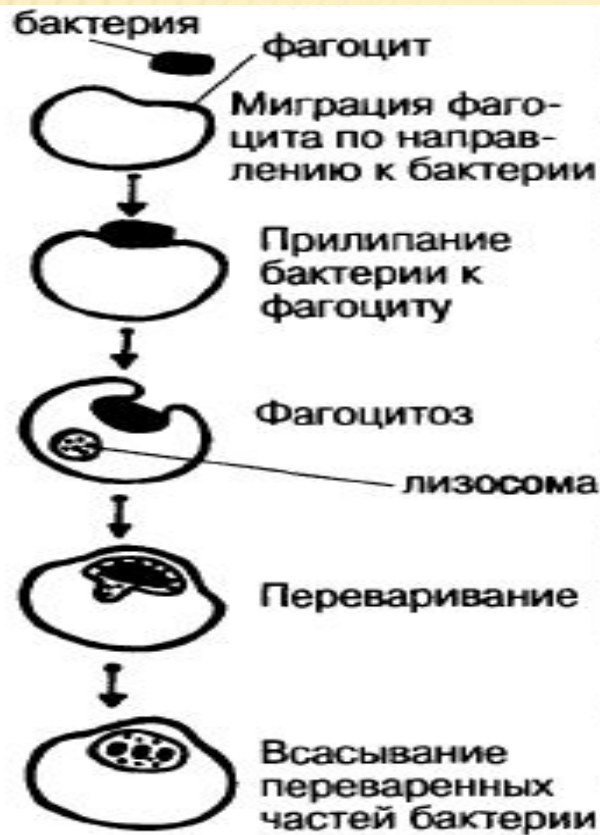 бактерия
фагоцит
Миграция фаго-
цита по направ-
лению к бактерии
Прилипание
бактерии к
фагоциту
Фагоцитоз
лизосома
Переваривание
Всасывание
переваренных
частей бактерии